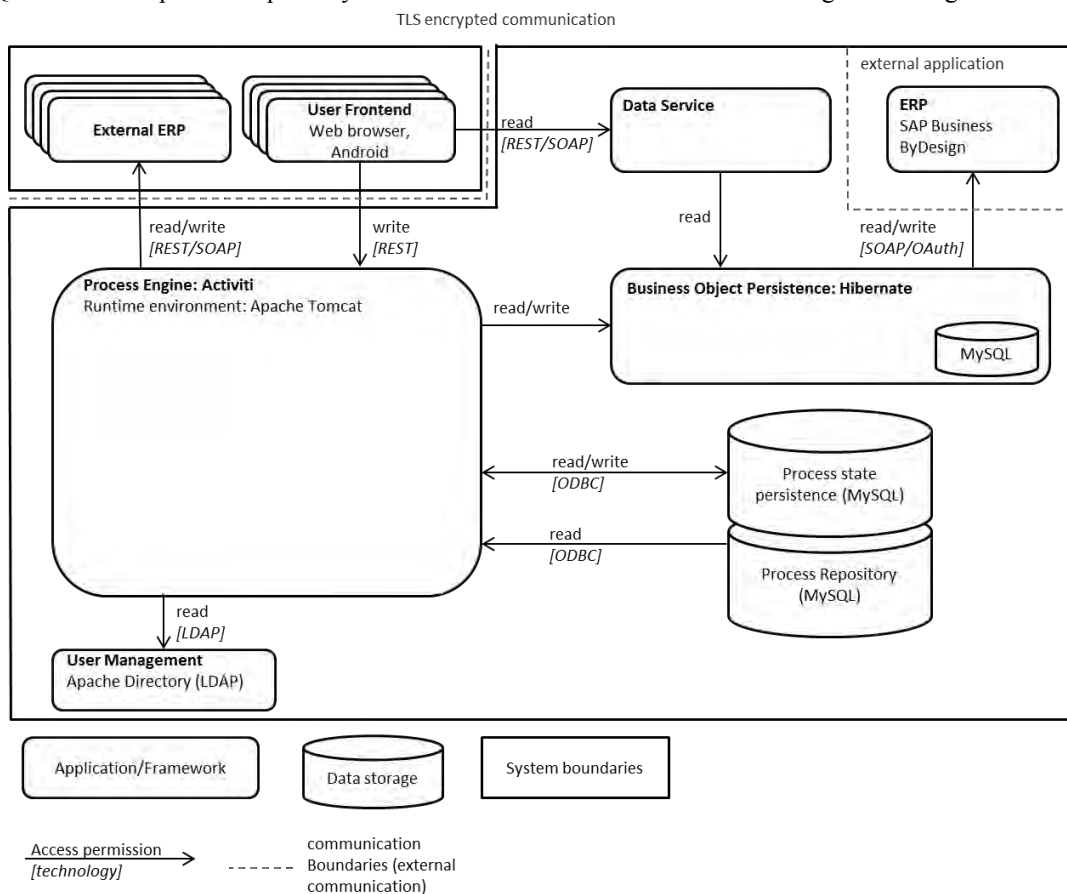 TLS encrypted communication
external application
External ERP
User Frontend
Web browser,
Android
read
[REST/SOAP]
Data Service
ERP
SAP Business
ByDesign
read/write
[REST/SOAP]
write
[REST]
read
read/write
[SOAP/OAuth]
Process Engine: Activiti
Runtime environment: Apache Tomcat
read/write
Business Object Persistence: Hibernate
MySQL
read/write
[ODBC]
Process state
persistence (MySQL)
read
[ODBC]
Process Repository
(MySQL)
read
[LDAP]
User Management
Apache Directory (LDAP)
Application/Framework
Data storage
System boundaries
Access permission
[technology]
communication
Boundaries (external
communication)